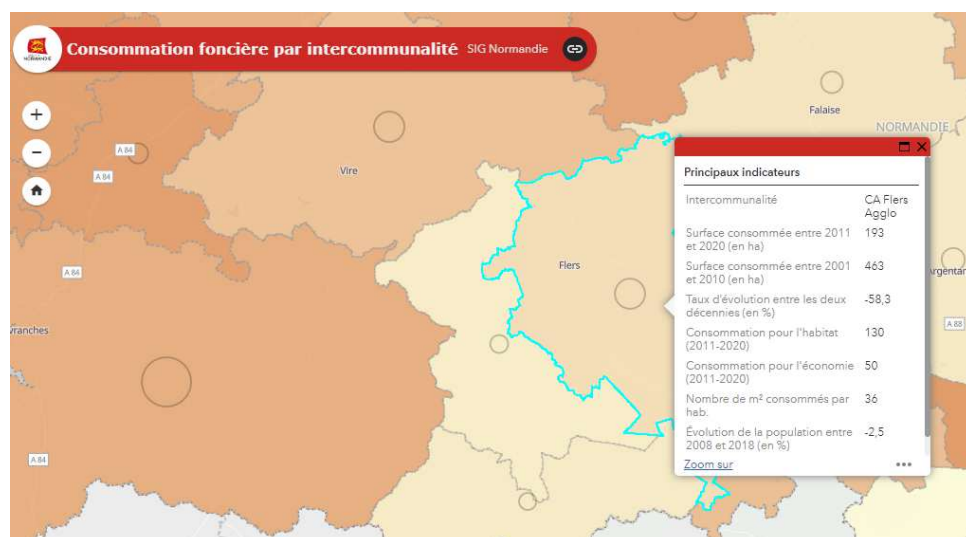 Consommation foncière par intercommunalité SIG Normandie
NORMANDIE
+
−
A 84
A 84
Vire
Falaise
NORMANDIE
Principaux indicateurs
Intercommunalité CA Flers
Agglo
Surface consommée entre 2011 193
et 2020 (en ha)
Surface consommée entre 2001 463
et 2010 (en ha)
Taux d'évolution entre les deux -58,3
décennies (en %)
Consommation pour l'habitat 130
(2011-2020)
Consommation pour l'économie 50
(2011-2020)
Nombre de m² consommés par 36
hab.
Évolution de la population entre -2,5
2008 et 2018 (en %)
Zoom sur
Flers
A 84
rgentar
A 88
vranches
A 84